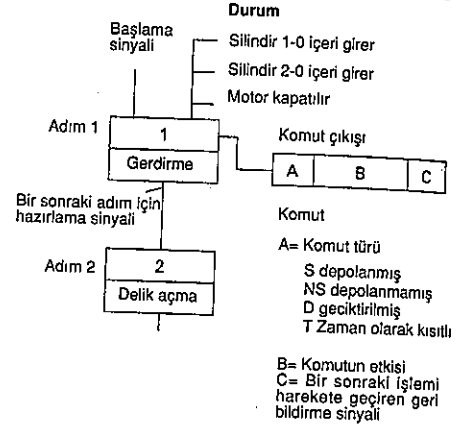 Durum
Başlama
sinyali
Silindir 1-0 içeri girer
Silindir 2-0 içeri girer
Motor kapatılır
Adım 1
1
Gerdirme
Komut çıkışı
A
B
C
Bir sonraki adım için
hazırlama sinyali
Adım 2
2
Delik açma
Komut
A= Komut türü
S depolanmış
NS depolanmamış
D geciktirilmiş
T Zaman olarak kısıtlı
B= Komutun etkisi
C= Bir sonraki işlemi
harekete geçiren geri
bildirme sinyali